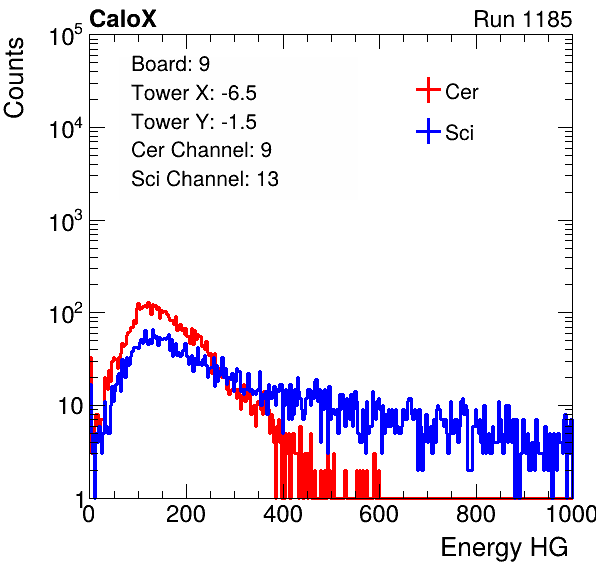 CaloX Run 1185
Counts
10^5
10^4
10^3
10^2
10
1
Board: 9
Tower X: -6.5
Tower Y: -1.5
Cer Channel: 9
Sci Channel: 13
Cer
Sci
0 200 400 600 800 1000
Energy HG